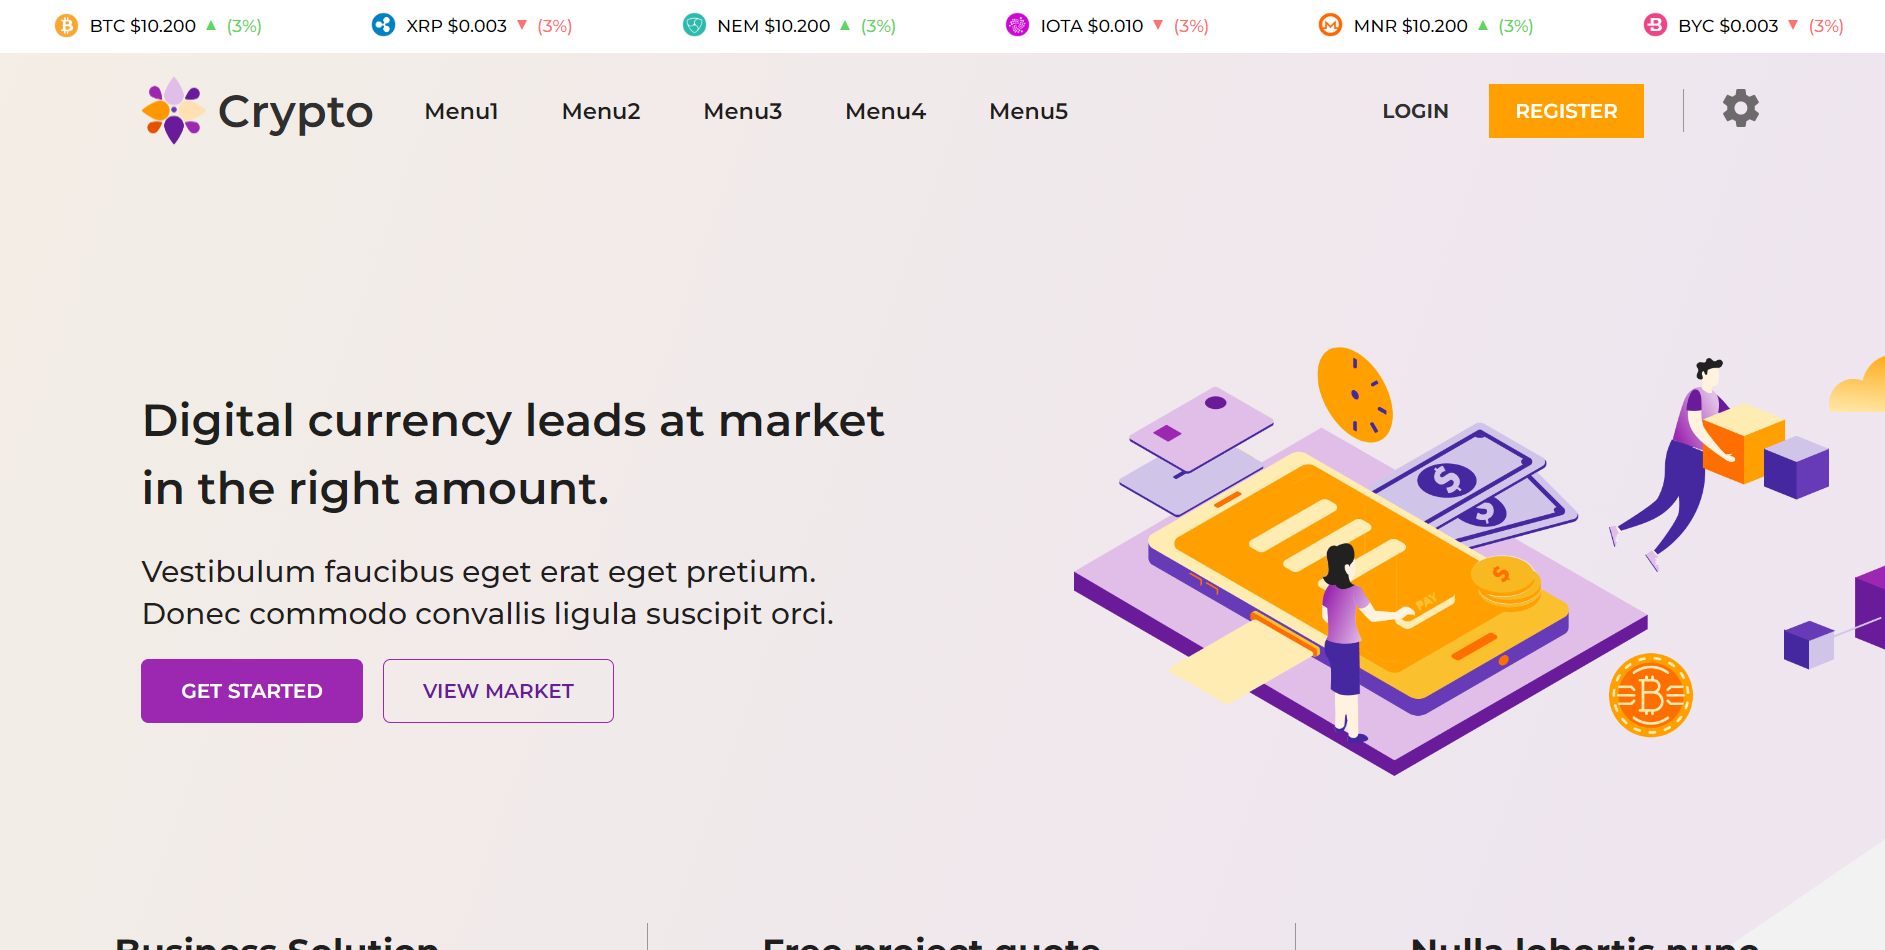 BTC $10.200 ▲ (3%) XRP $0.003 ▼ (3%) NEM $10.200 ▲ (3%) IOTA $0.010 ▼ (3%) MNR $10.200 ▲ (3%) BYC $0.003 ▼ (3%)
Crypto Menu1 Menu2 Menu3 Menu4 Menu5 LOGIN REGISTER
Digital currency leads at market
in the right amount.
Vestibulum faucibus eget erat eget pretium.
Donec commodo convallis ligula suscipit orci.
GET STARTED VIEW MARKET
PAY
Business Solution Free project quote Nulla lobortis nunc